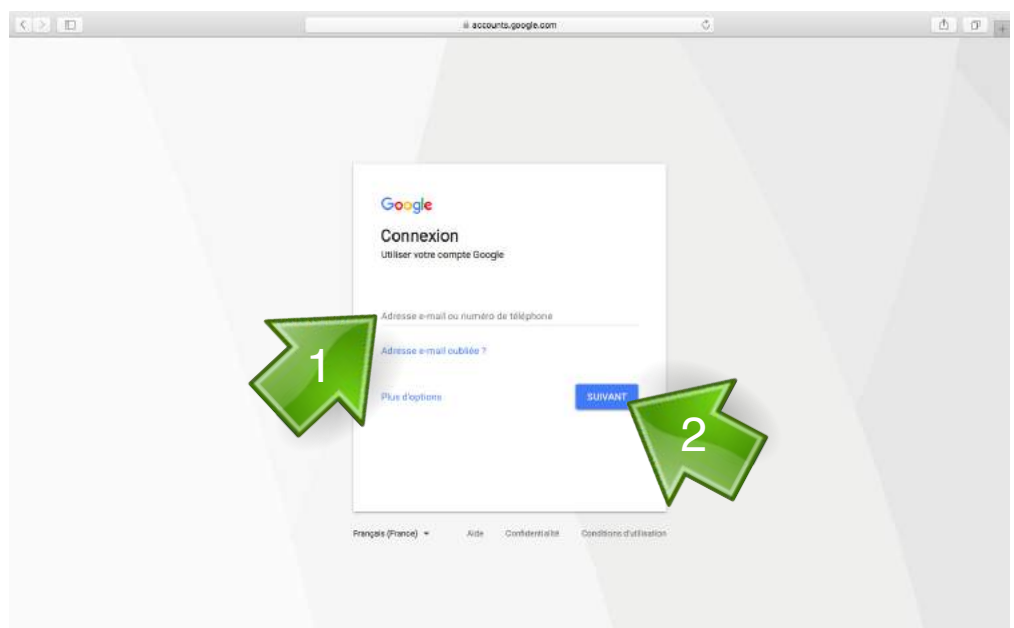 accounts.google.com
Google
Connexion
Utiliser votre compte Google
Adresse e-mail ou numéro de téléphone
1
Adresse e-mail oubliée ?
Plus d'options
SUIVANT
2
Français (France)
Aide
Confidentialité
Conditions d'utilisation